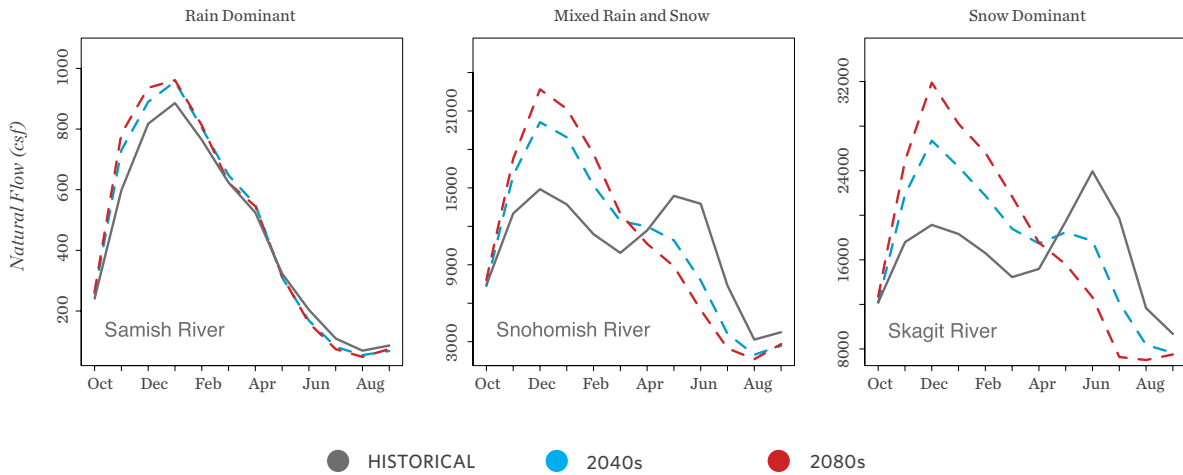 Rain Dominant
Mixed Rain and Snow
Snow Dominant
Natural Flow (csf)
1000
800
600
400
200
Samish River
Oct Dec Feb Apr Jun Aug
21000
15000
9000
30000
Snohomish River
Oct Dec Feb Apr Jun Aug
32000
24000
16000
8000
Skagit River
Oct Dec Feb Apr Jun Aug
HISTORICAL
2040s
2080s